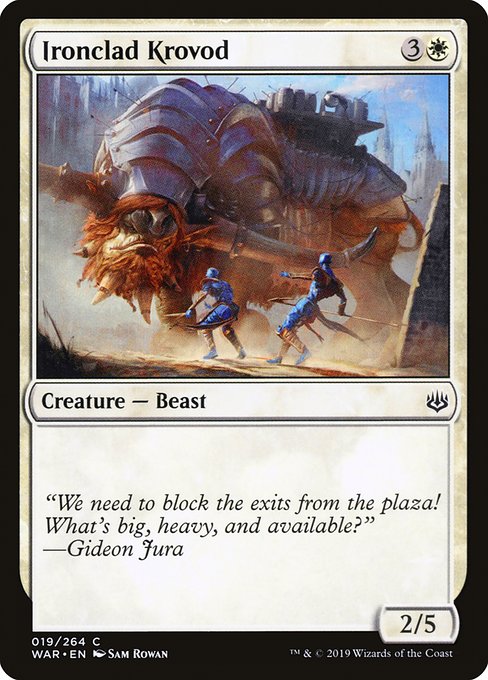 Ironclad Krovod 3
Creature — Beast
“We need to block the exits from the plaza!
What’s big, heavy, and available?”
—Gideon Jura
2/5
019/264 C
WAR • EN Sam Rowan
™ & © 2019 Wizards of the Coast